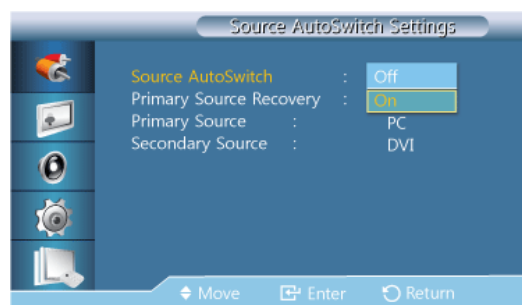 Source AutoSwitch Settings
Source AutoSwitch : Off
Primary Source Recovery : On
Primary Source : PC
Secondary Source : DVI
Move Enter Return